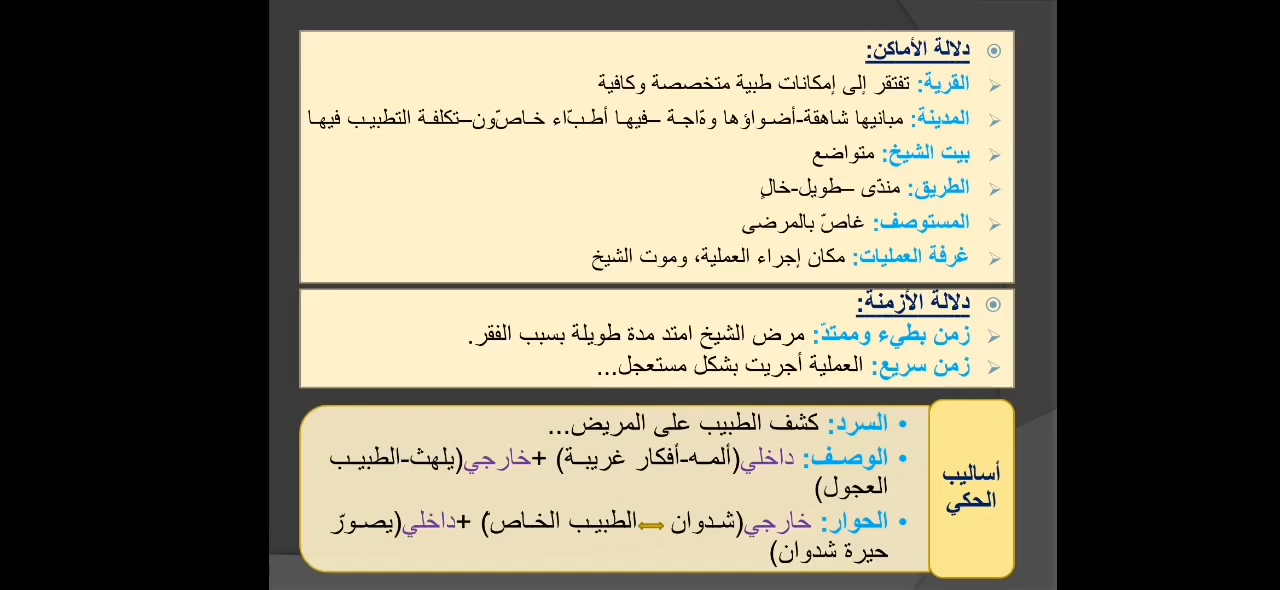 دلالة الأماكن:
القرية: تفتقر إلى إمكانات طبية متخصصة وكافية
المدينة: مبانيها شاهقة-أضواؤها وهّاجة –فيها أطبّاء خاصّون–تكلفة التطبيب فيها
بيت الشيخ: متواضع
الطريق: مندّى –طويل-خالٍ
المستوصف: غاصّ بالمرضى
غرفة العمليات: مكان إجراء العملية، وموت الشيخ
دلالة الأزمنة:
زمن بطيء وممتدّ: مرض الشيخ امتد مدة طويلة بسبب الفقر.
زمن سريع: العملية أجريت بشكل مستعجل...
أساليب
الحكي
السرد: كشف الطبيب على المريض...
الوصف: داخلي(ألمه-أفكار غريبة) +خارجي(يلهث-الطبيب
العجول)
الحوار: خارجي(شدوان الطبيب الخاص) +داخلي(يصوّر
حيرة شدوان)